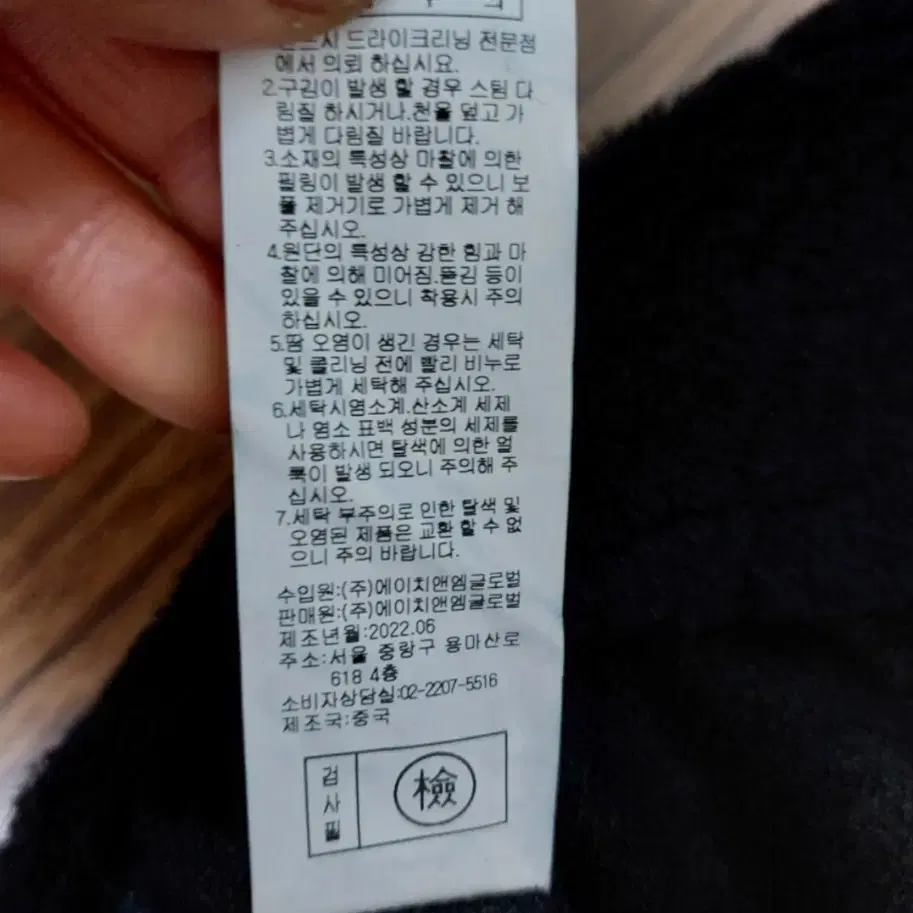 드라이크리닝 전문점
에서 의뢰 하십시요.
2.구김이 발생 할 경우 스팀 다
림질 하시거나.천을 덮고 가
볍게 다림질 바랍니다.
3.소재의 특성상 마찰에 의한
필링이 발생 할 수 있으니 보
풀 제거기로 가볍게 제거 해
주십시오.
4.원단의 특성상 강한 힘과 마
찰에 의해 미어짐.뜯김 등이
있을 수 있으니 착용시 주의
하십시오.
5.땀 오염이 생긴 경우는 세탁
및 클리닝 전에 빨리 비누로
가볍게 세탁해 주십시오.
6.세탁시염소계.산소계 세제
나 염소 표백 성분의 세제를
사용하시면 탈색에 의한 얼
룩이 발생 되오니 주의해 주
십시오.
7.세탁 부주의로 인한 탈색 및
오염된 제품은 교환 할 수 없
으니 주의 바랍니다.
수입원:(주)에이치앤엠글로벌
판매원:(주)에이치앤엠글로벌
제조년월:2022.06
주소:서울 중랑구 용마산로
618 4층
소비자상담실:02-2207-5516
제조국:중국
검사필
檢